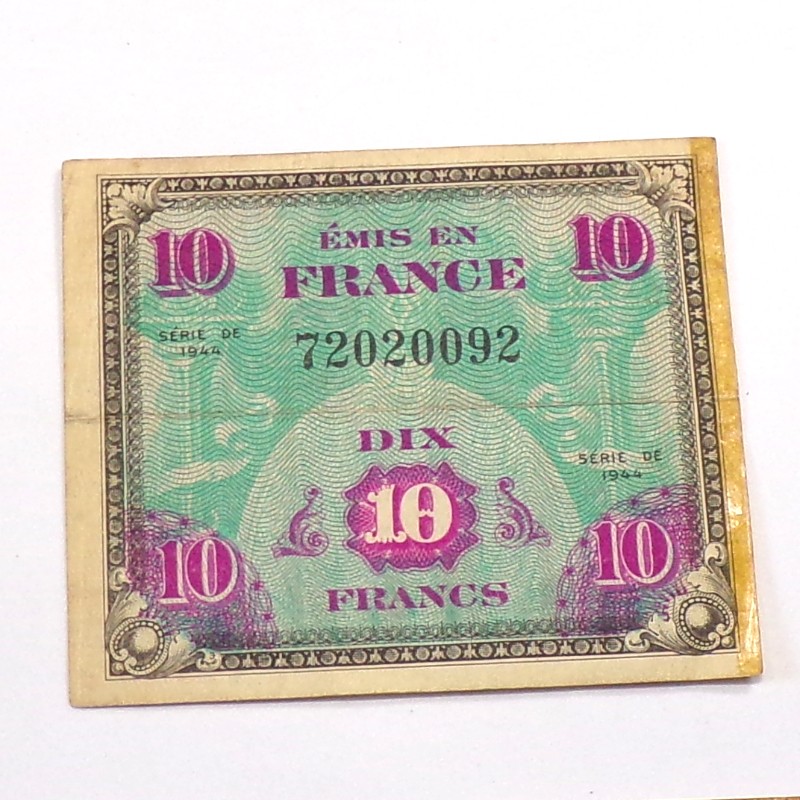 10 ÉMIS EN 10
FRANCE
SÉRIE DE
1944
72020092
DIX
SÉRIE DE
1944
10
10 10
FRANCS